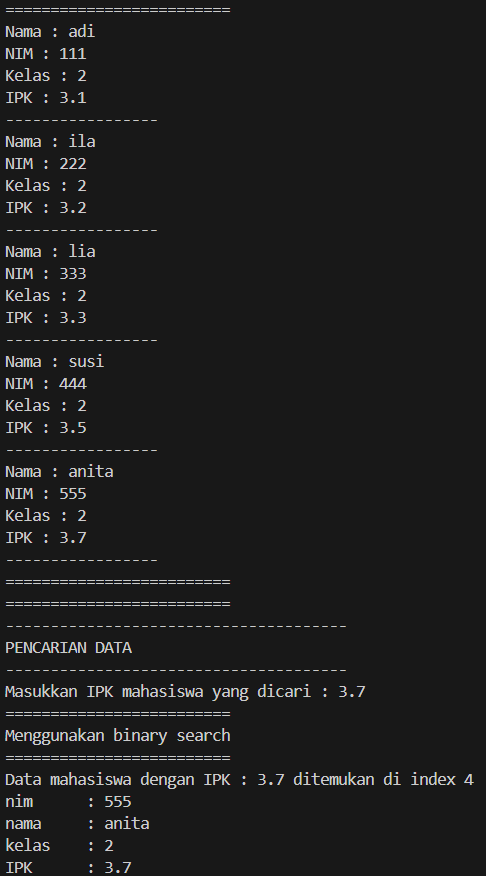 =========================
Nama : adi
NIM : 111
Kelas : 2
IPK : 3.1
-----------------
Nama : ila
NIM : 222
Kelas : 2
IPK : 3.2
-----------------
Nama : lia
NIM : 333
Kelas : 2
IPK : 3.3
-----------------
Nama : susi
NIM : 444
Kelas : 2
IPK : 3.5
-----------------
Nama : anita
NIM : 555
Kelas : 2
IPK : 3.7
-----------------
=========================
=========================
--------------------------------------
PENCARIAN DATA
--------------------------------------
Masukkan IPK mahasiswa yang dicari : 3.7
=========================
Menggunakan binary search
=========================
Data mahasiswa dengan IPK : 3.7 ditemukan di index 4
nim      : 555
nama     : anita
kelas    : 2
IPK      : 3.7